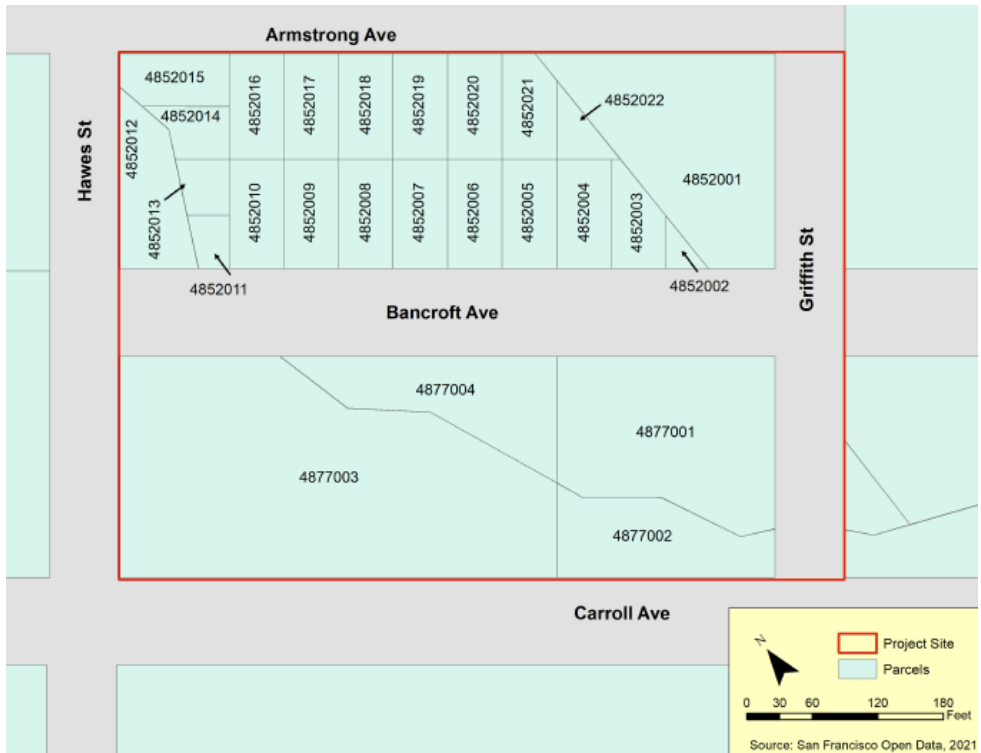 Armstrong Ave
4852015
4852016
4852017
4852018
4852019
4852020
4852021
4852022
4852014
4852012
Hawes St
4852001
4852013
4852010
4852009
4852008
4852007
4852006
4852005
4852004
4852003
Griffith St
4852011
4852002
Bancroft Ave
4877004
4877001
4877003
4877002
Carroll Ave
N
Project Site
Parcels
0 30 60 120 180
Feet
Source: San Francisco Open Data, 2021